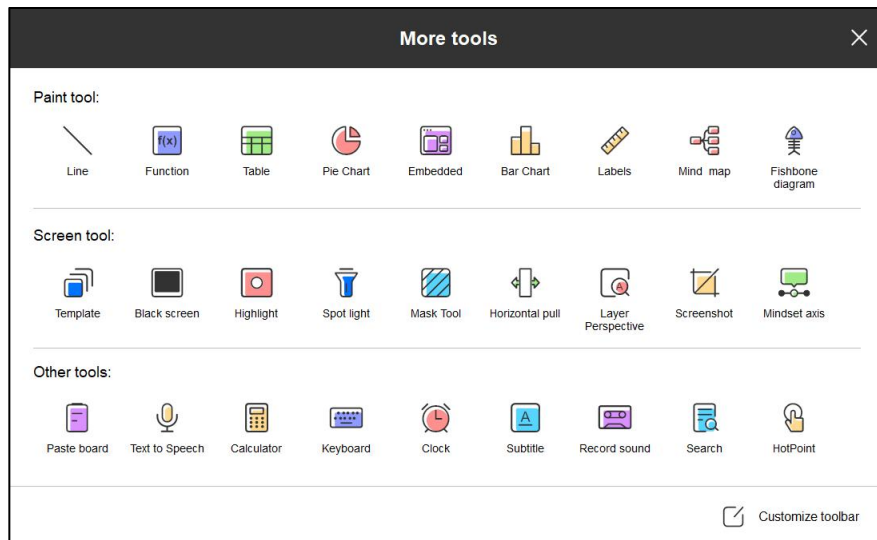 More tools
Paint tool:
f(x)
Line Function Table Pie Chart Embedded Bar Chart Labels Mind map Fishbone
diagram
Screen tool:
A
Template Black screen Highlight Spot light Mask Tool Horizontal pull Layer Screenshot Mindset axis
Perspective
Other tools:
A
Paste board Text to Speech Calculator Keyboard Clock Subtitle Record sound Search HotPoint
Customize toolbar